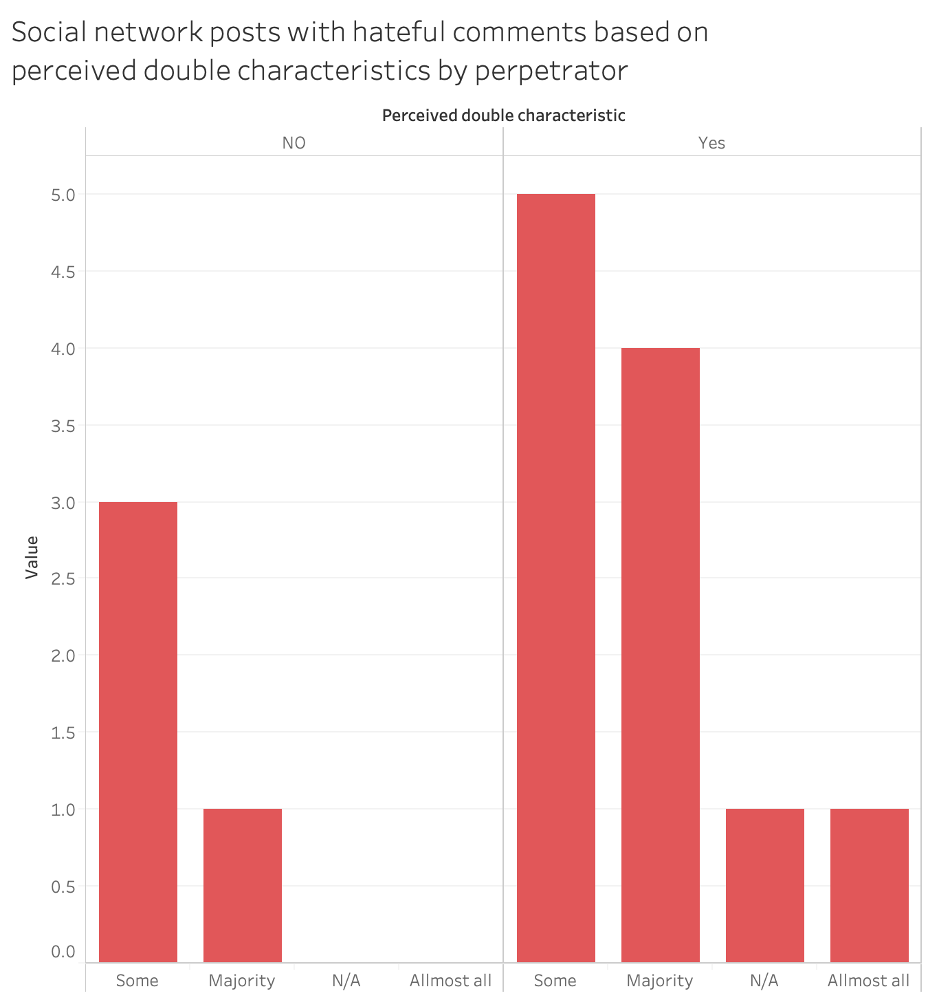 Social network posts with hateful comments based on
perceived double characteristics by perpetrator
Perceived double characteristic
NO Yes
5.0
4.5
4.0
3.5
3.0
Value
2.5
2.0
1.5
1.0
0.5
0.0
Some Majority N/A Allmost all Some Majority N/A Allmost all